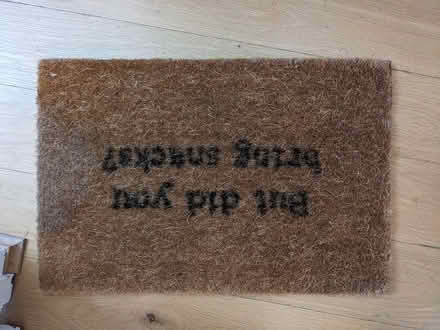 But did you
bring snacks?